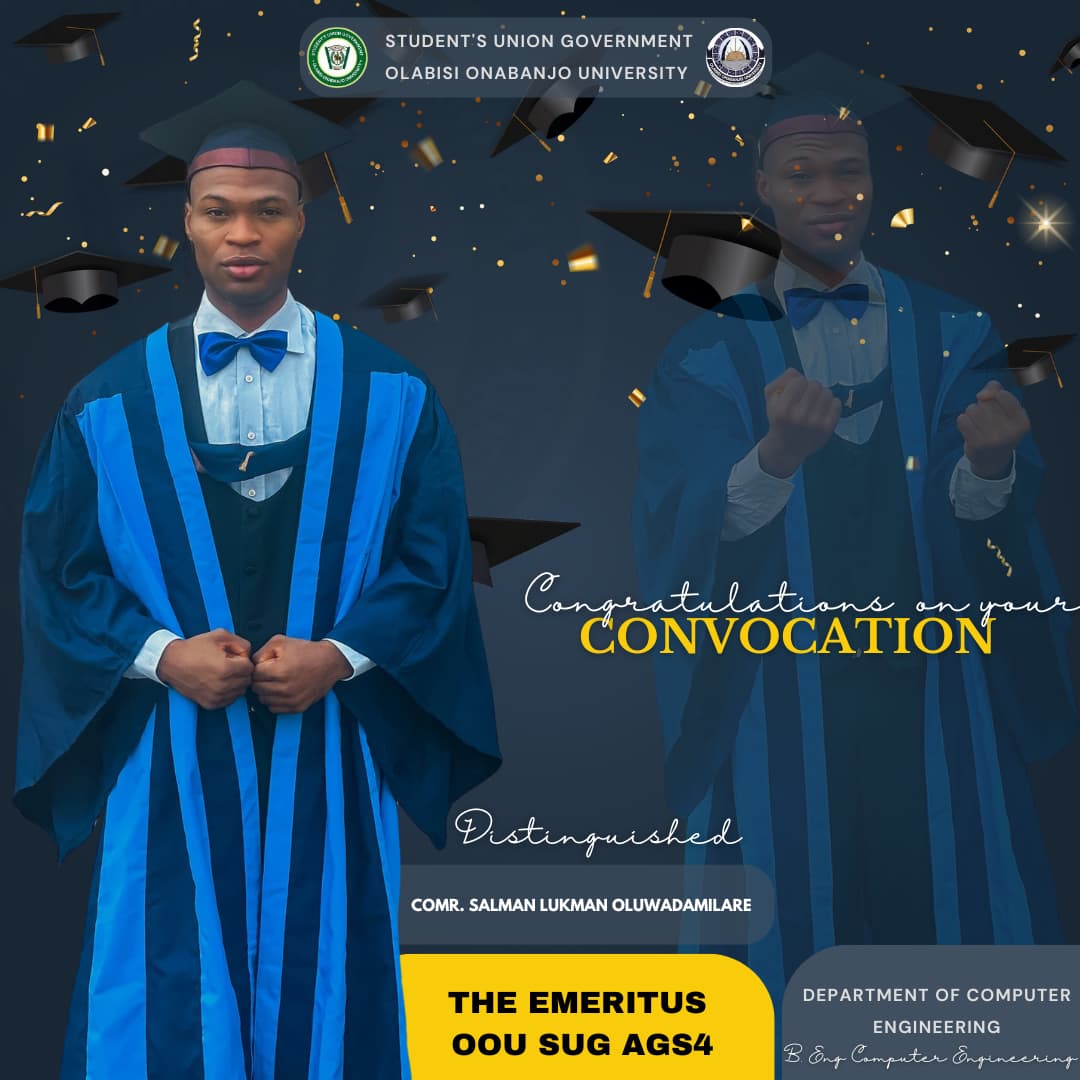 STUDENT'S UNION GOVERNMENT
OLABISI ONABANJO UNIVERSITY
Congratulations on your
CONVOCATION
Distinguished
COMR. SALMAN LUKMAN OLUWADAMILARE
THE EMERITUS
OOU SUG AGS4
DEPARTMENT OF COMPUTER
ENGINEERING
B. Eng Computer Engineering